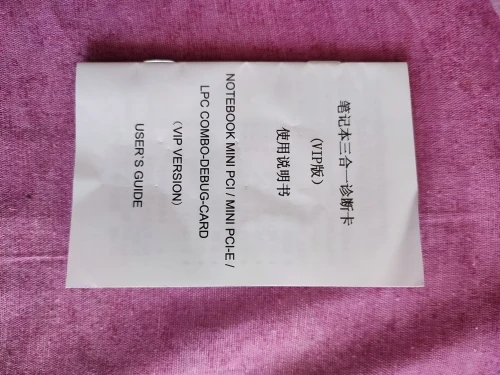 笔记本三合一诊断卡
(VIP版)
使用说明书
NOTEBOOK MINI PCI / MINI PCI-E /
LPC COMBO-DEBUG-CARD
(VIP VERSION)
USER'S GUIDE